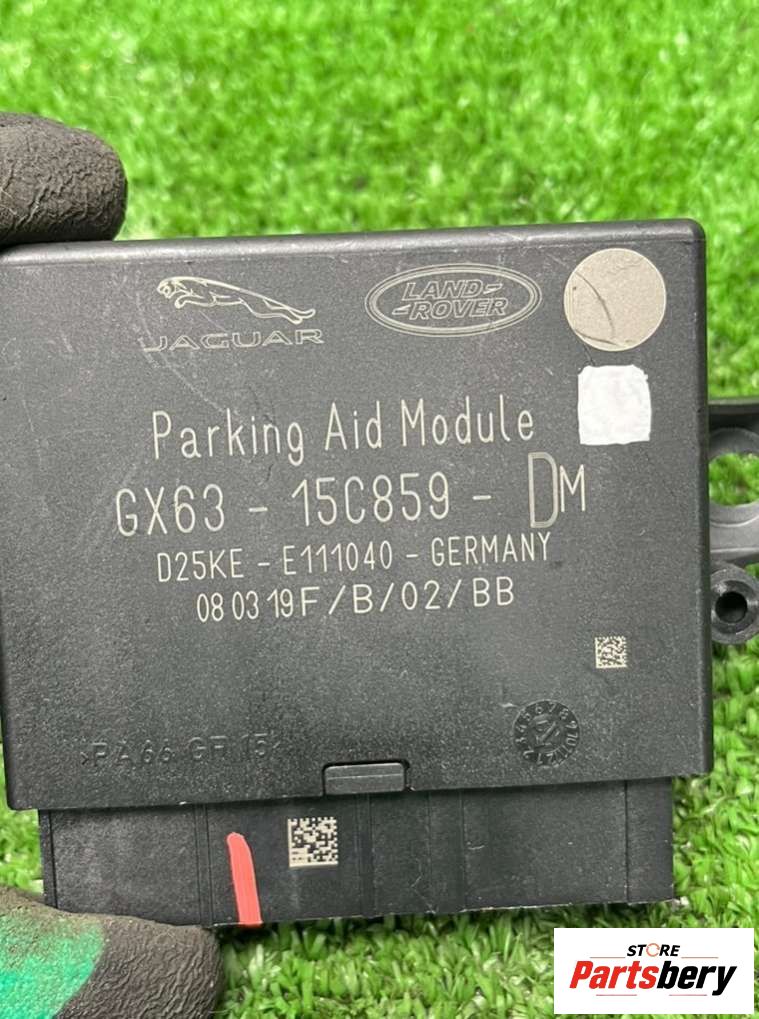 JAGUAR
LAND-
-ROVER
Parking Aid Module
GX63 - 15C859 - DM
D25KE - E111040 - GERMANY
08 03 19F/B/02/BB
>PA66 GF15<
STORE
Partsbery